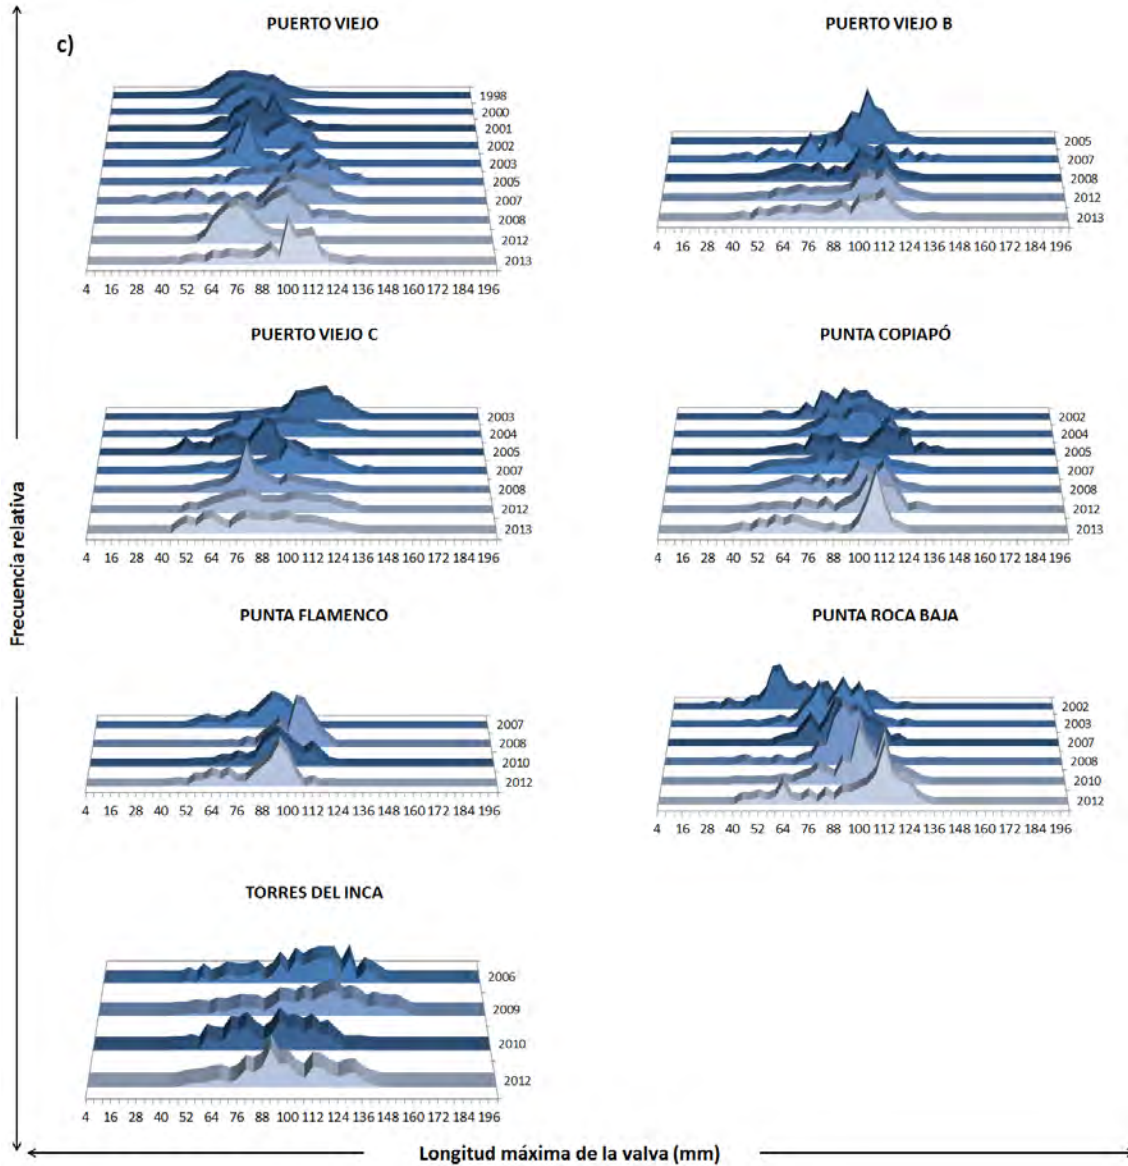 c)
PUERTO VIEJO
1998
2000
2001
2002
2003
2005
2007
2008
2012
2013
4 16 28 40 52 64 76 88 100 112 124 136 148 160 172 184 196
PUERTO VIEJO B
2005
2007
2008
2012
2013
4 16 28 40 52 64 76 88 100 112 124 136 148 160 172 184 196
PUERTO VIEJO C
2003
2004
2005
2007
2008
2012
2013
4 16 28 40 52 64 76 88 100 112 124 136 148 160 172 184 196
PUNTA COPIAPÓ
2002
2004
2005
2007
2008
2012
2013
4 16 28 40 52 64 76 88 100 112 124 136 148 160 172 184 196
Frecuencia relativa
PUNTA FLAMENCO
2007
2008
2010
2012
4 16 28 40 52 64 76 88 100 112 124 136 148 160 172 184 196
PUNTA ROCA BAJA
2002
2003
2007
2008
2010
2012
4 16 28 40 52 64 76 88 100 112 124 136 148 160 172 184 196
TORRES DEL INCA
2006
2009
2010
2012
4 16 28 40 52 64 76 88 100 112 124 136 148 160 172 184 196
Longitud máxima de la valva (mm)